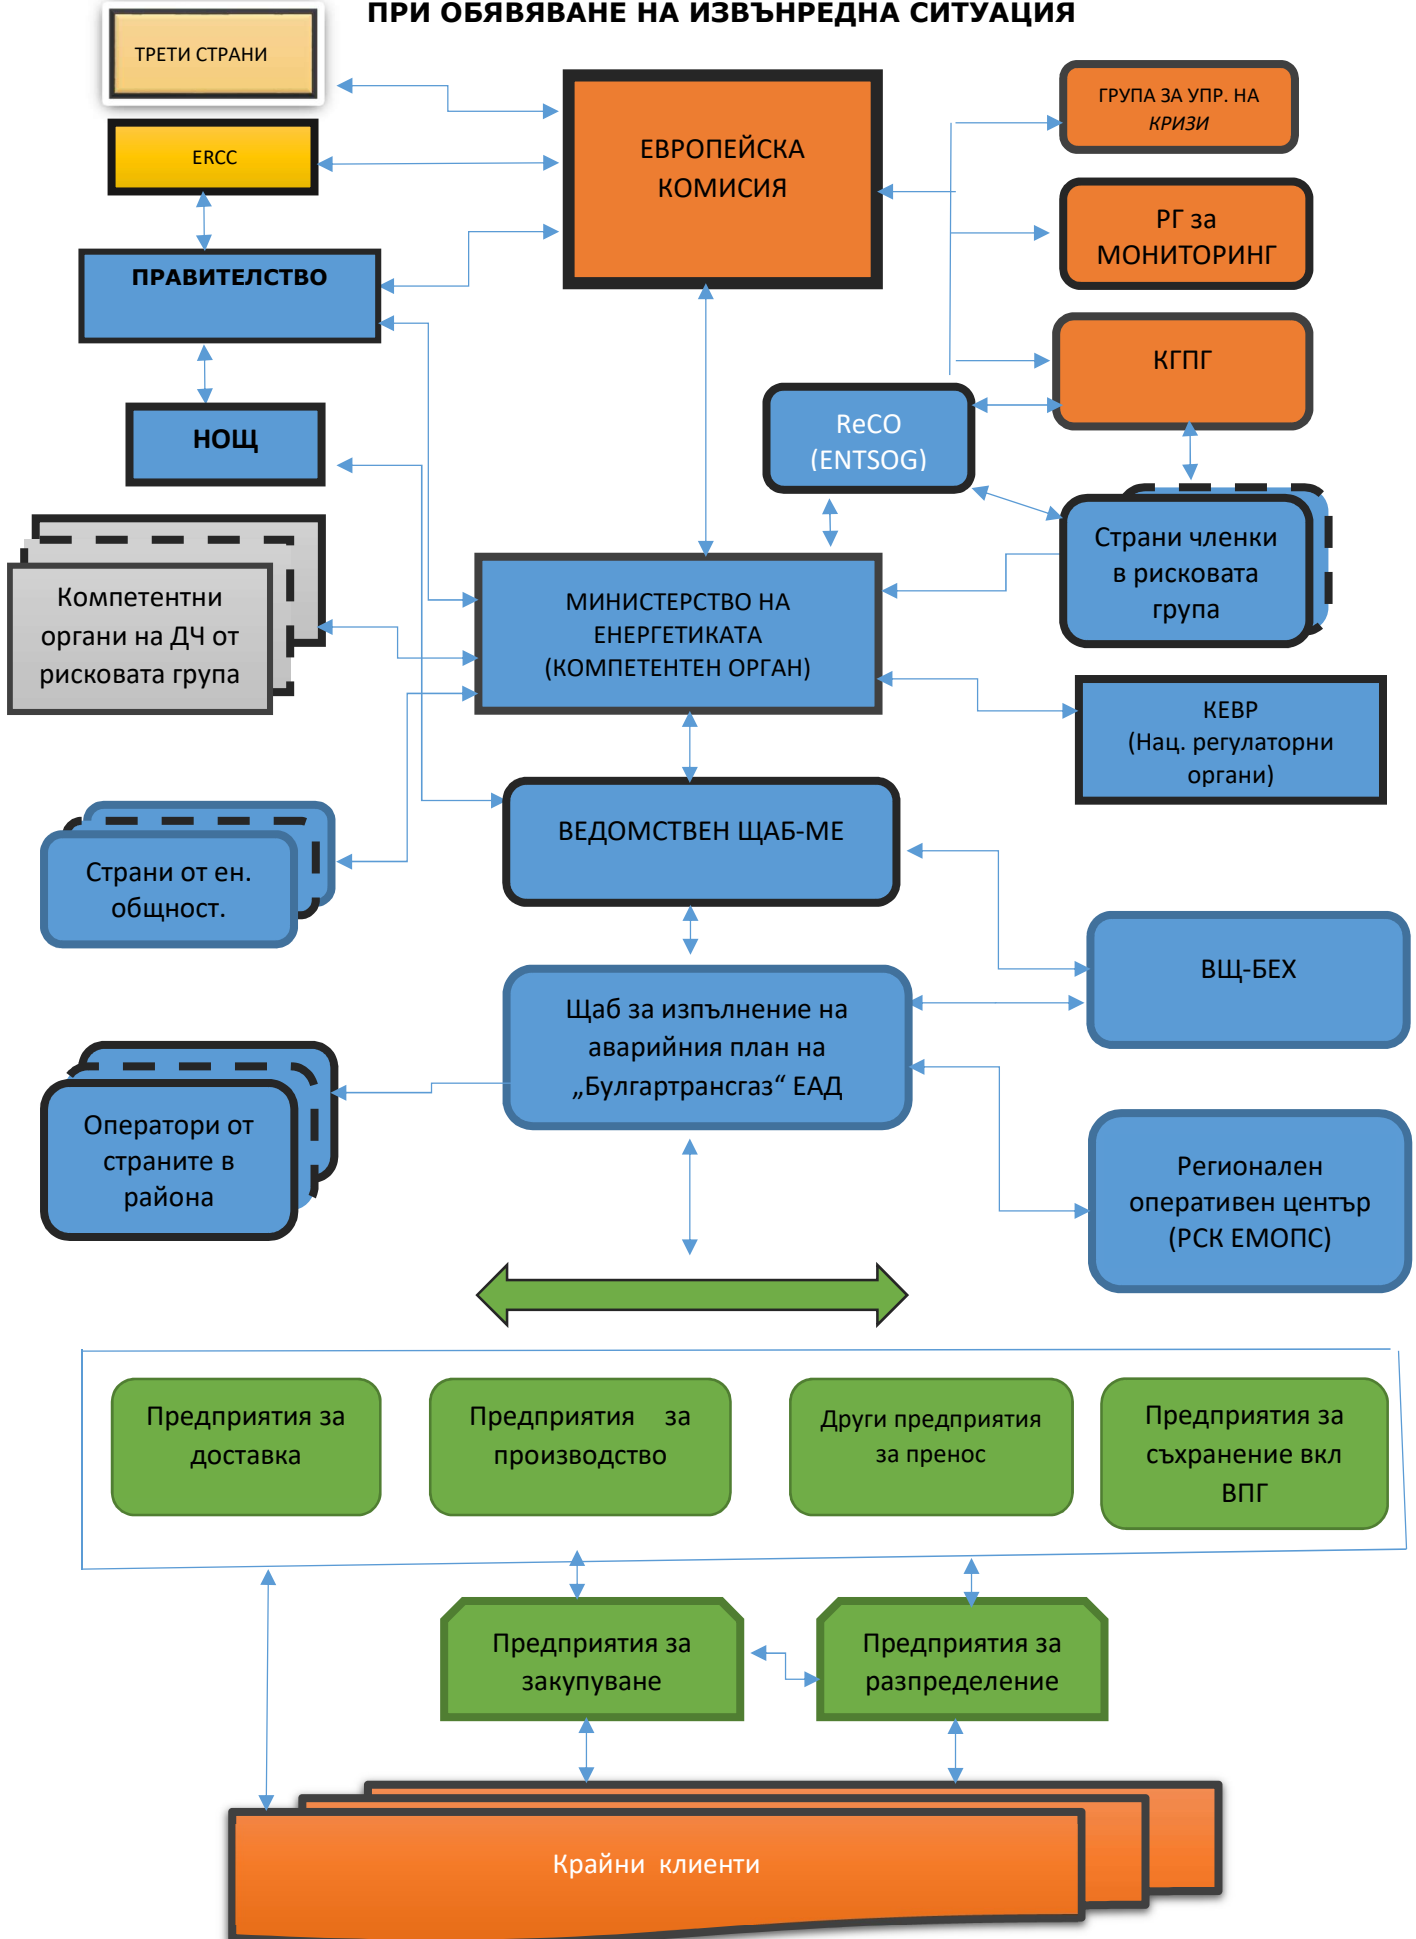 ПРИ ОБЯВЯВАНЕ НА ИЗВЪНРЕДНА СИТУАЦИЯ
ТРЕТИ СТРАНИ
ERCC
ПРАВИТЕЛСТВО
НОЩ
Компетентни
органи на ДЧ от
рисковата група
Страни от ен.
общност.
Оператори от
страните в
района
ЕВРОПЕЙСКА
КОМИСИЯ
ГРУПА ЗА УПР. НА
КРИЗИ
РГ за
МОНИТОРИНГ
КГПГ
ReCO
(ENTSOG)
Страни членки
в рисковата
група
МИНИСТЕРСТВО НА
ЕНЕРГЕТИКАТА
(КОМПЕТЕНТЕН ОРГАН)
КЕВР
(Нац. регулаторни
органи)
ВЕДОМСТВЕН ЩАБ-МЕ
ВЩ-БЕХ
Щаб за изпълнение на
аварийния план на
„Булгартрансгаз“ ЕАД
Регионален
оперативен център
(РСК ЕМОПС)
Предприятия за
доставка
Предприятия за
производство
Други предприятия
за пренос
Предприятия за
съхранение вкл
ВПГ
Предприятия за
закупуване
Предприятия за
разпределение
Крайни клиенти